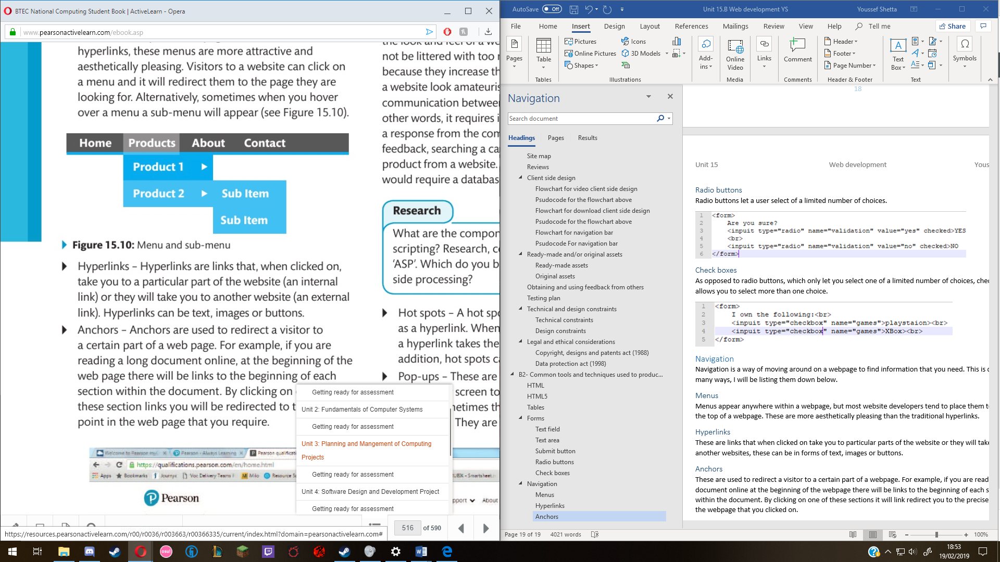 BTEC National Computing Student Book | ActiveLearn - Opera
www.pearsonactivelearn.com/ebook.asp
hyperlinks, these menus are more attractive and
aesthetically pleasing. Visitors to a website can click on
a menu and it will redirect them to the page they are
looking for. Alternatively, sometimes when you hover
over a menu a sub-menu will appear (see Figure 15.10).
Home Products About Contact
Product 1
Product 2 Sub Item
Sub Item
Figure 15.10: Menu and sub-menu
Hyperlinks – Hyperlinks are links that, when clicked on,
take you to a particular part of the website (an internal
link) or they will take you to another website (an external
link). Hyperlinks can be text, images or buttons.
Anchors – Anchors are used to redirect a visitor to
a certain part of a web page. For example, if you are
reading a long document online, at the beginning of the
web page there will be links to the beginning of each
section within the document. By clicking on
these section links you will be redirected to t
point in the web page that you require.
Welcome to Pearson my Pearson - Always Learning Pearson qualificati
https://qualifications.pearson.com/en/home.html
Apps Bookmarks Journyx Voc Delivery Teams Milo Resource Sc UBIK - Smartsheet
Pearson
pport About
the look and feel of a we
not be littered with too r
because they increase th
a website look amateuris
communication between
other words, it requires i
a response from the com
feedback, searching a ca
product from a website.
would require a databas
Research
What are the compon
scripting? Research, co
'ASP'. Which do you b
side processing?
Hot spots – A hot spo
as a hyperlink. When
a hyperlink takes the
addition, hot spots ca
Pop-ups – These are
screen to
netimes th
They are
Getting ready for assessment
Unit 2: Fundamentals of Computer Systems
Getting ready for assessment
Unit 3: Planning and Mangement of Computing
Projects
Getting ready for assessment
Unit 4: Software Design and Development Project
Getting ready for assessment
516 of 590
https://resources.pearsonactivelearn.com/r00/r0036/r003663/r00366335/current/index.html?domain=pearsonactivelearn.com#
AutoSave Off Unit 15.B Web development YS Youssef Shetta
File Home Insert Design Layout References Mailings Review View Help Tell me Share
Pages
Table
Tables
Pictures
Online Pictures
Shapes
Icons
3D Models
Illustrations
Add-
ins
Online
Video
Media
Links
Comment
Comments
Header
Footer
Page Number
Header & Footer
Text
Box
Text
Symbols
Navigation
Search document
Headings Pages Results
Site map
Reviews
Client side design
Flowchart for video client side design
Psudocode for the flowchart above
Flowchart for download client side design
Psudocode for the flowchart above
Flowchart for navigation bar
Psudocode For navigation bar
Ready-made and/or original assets
Ready-made assets
Original assets
Obtaining and using feedback from others
Testing plan
Technical and design constraints
Technical constraints
Design constraints
Legal and ethical considerations
Copyright, designs and patents act (1988)
Data protection act (1998)
B2- Common tools and techniques used to produc...
HTML
HTML5
Tables
Forms
Text field
Text area
Submit button
Radio buttons
Check boxes
Navigation
Menus
Hyperlinks
Anchors
18
Unit 15 Web development Yous
Radio buttons
Radio buttons let a user select of a limited number of choices.
1 <form>
2 Are you sure?
3 <inpuit type="radio" name="validation" value="yes" checked>YES
4 <br>
5 <inpuit type="radio" name="validation" value="no" checked>NO
6 </form>
Check boxes
As opposed to radio buttons, which only let you select one of a limited number of choices, chec
allows you to select more than one choice.
1 <form>
2 I own the following:<br>
3 <inpuit type="checkbox" name="games">playstaion><br>
4 <inpuit type="checkbox" name="games">XBox><br>
5 </form>
Navigation
Navigation is a way of moving around on a webpage to find information that you need. This is c
many ways, I will be listing them down below.
Menus
Menus appear anywhere within a webpage, but most website developers tend to place them t
the top of a webpage. These are more aesthetically pleasing than the traditional hyperlinks.
Hyperlinks
These are links that when clicked on take you to particular parts of the website or they will take
another websites, these can be in forms of text, images or buttons.
Anchors
These are used to redirect a visitor to a certain part of a webpage. For example, if you are read
document online at the beginning of the webpage there will be links to the beginning of each s
within the document. By clicking on one of these sections it will link redirect you to the precise
the webpage that you clicked on.
Page 19 of 19 4021 words 100%
osu!
18:53
19/02/2019